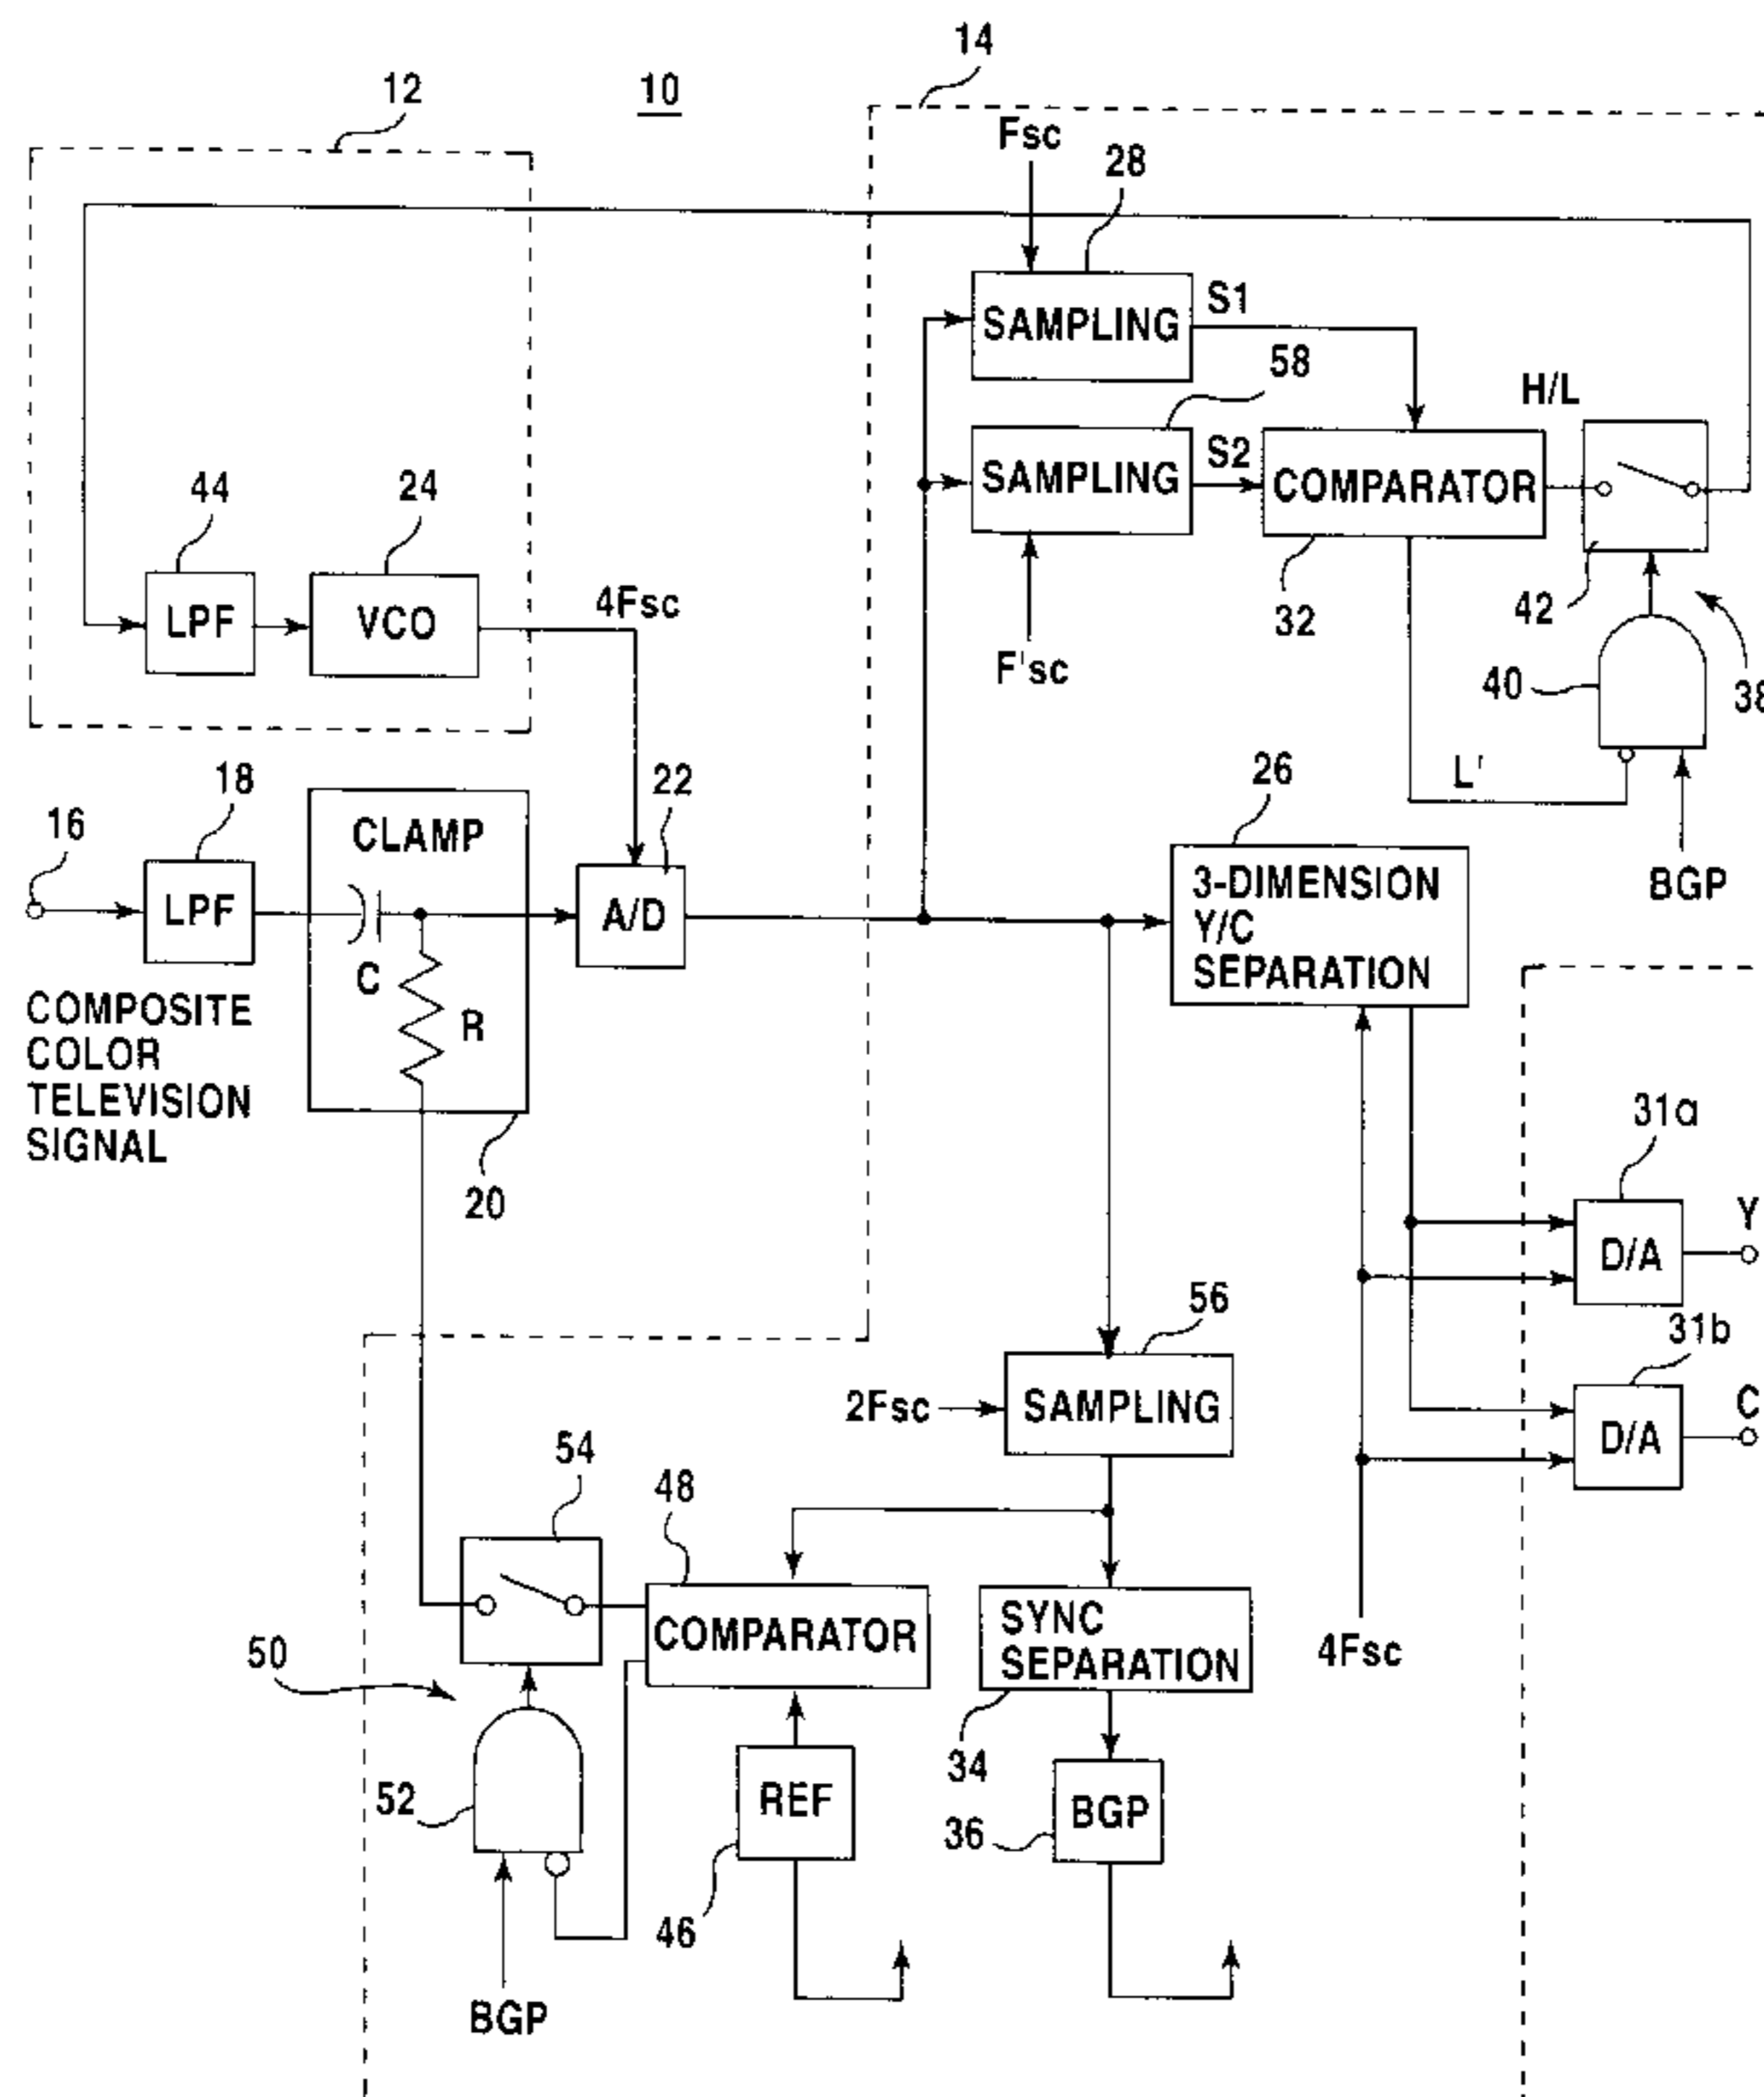 14
12
10
Fsc
28
SAMPLING
S1
58
H/L
SAMPLING
S2
COMPARATOR
44
24
LPF
VCO
4Fsc
32
42
F'sc
40
38
L'
26
18
22
16
CLAMP
LPF
A/D
3-DIMENSION
Y/C
SEPARATION
BGP
C
R
COMPOSITE
COLOR
TELEVISION
SIGNAL
20
31a
Y
D/A
56
31b
2Fsc
SAMPLING
C
D/A
54
48
COMPARATOR
SYNC
SEPARATION
4Fsc
50
34
52
REF
BGP
36
46
BGP